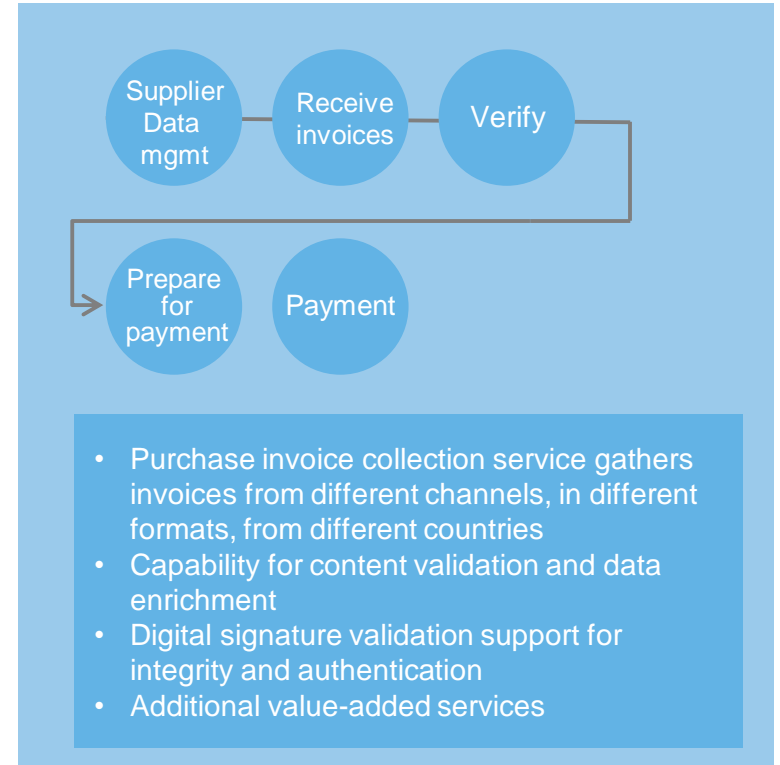 Supplier
Data
mgmt
Receive
invoices
Verify
Prepare
for
payment
Payment
• Purchase invoice collection service gathers
invoices from different channels, in different
formats, from different countries
• Capability for content validation and data
enrichment
• Digital signature validation support for
integrity and authentication
• Additional value-added services